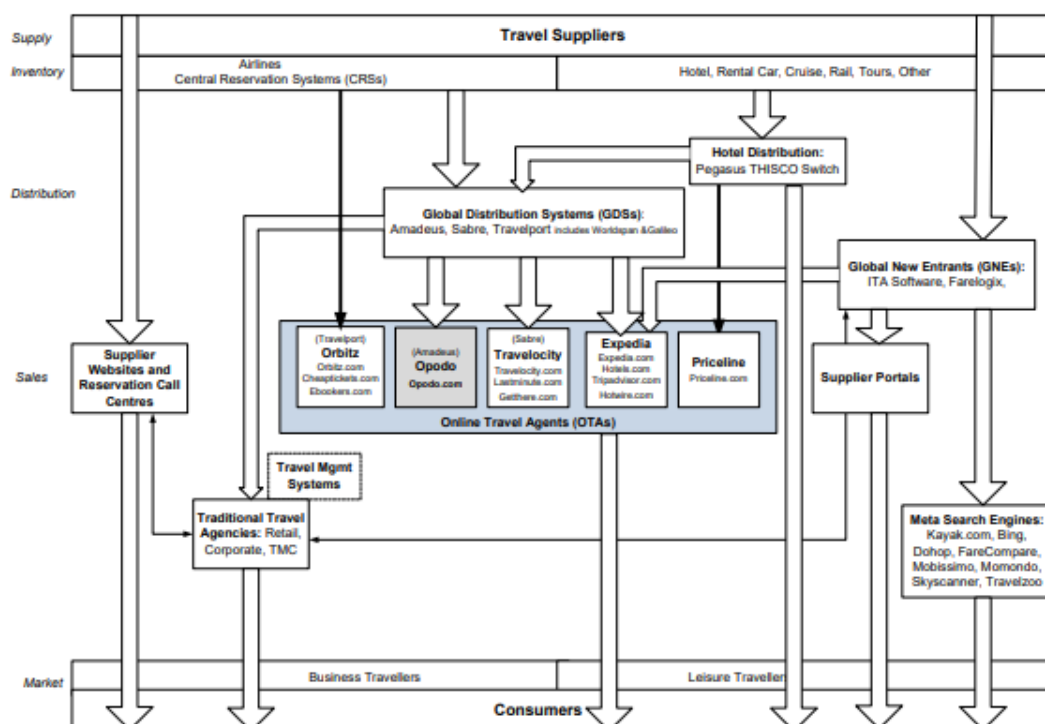 Supply
Travel Suppliers
Inventory
Airlines
Central Reservation Systems (CRSs)
Hotel, Rental Car, Cruise, Rail, Tours, Other
Hotel Distribution:
Pegasus THISCO Switch
Distribution
Global Distribution Systems (GDSs):
Amadeus, Sabre, Travelport includes Worldspan &Galileo
Global New Entrants (GNEs):
ITA Software, Farelogix,
Sales
Supplier
Websites and
Reservation Call
Centres
(Travelport)
Orbitz
Orbitz.com
Cheaptickets.com
Ebookers.com
(Amadeus)
Opodo
Opodo.com
(Sabre)
Travelocity
Travelocity.com
Lastminute.com
Getthere.com
Expedia
Expedia.com
Hotels.com
Tripadvisor.com
Hotwire.com
Priceline
Priceline.com
Online Travel Agents (OTAs)
Supplier Portals
Travel Mgmt
Systems
Traditional Travel
Agencies: Retail,
Corporate, TMC
Meta Search Engines:
Kayak.com, Bing,
Dohop, FareCompare,
Mobissimo, Momondo,
Skyscanner, Travelzoo
Market
Business Travellers
Leisure Travellers
Consumers